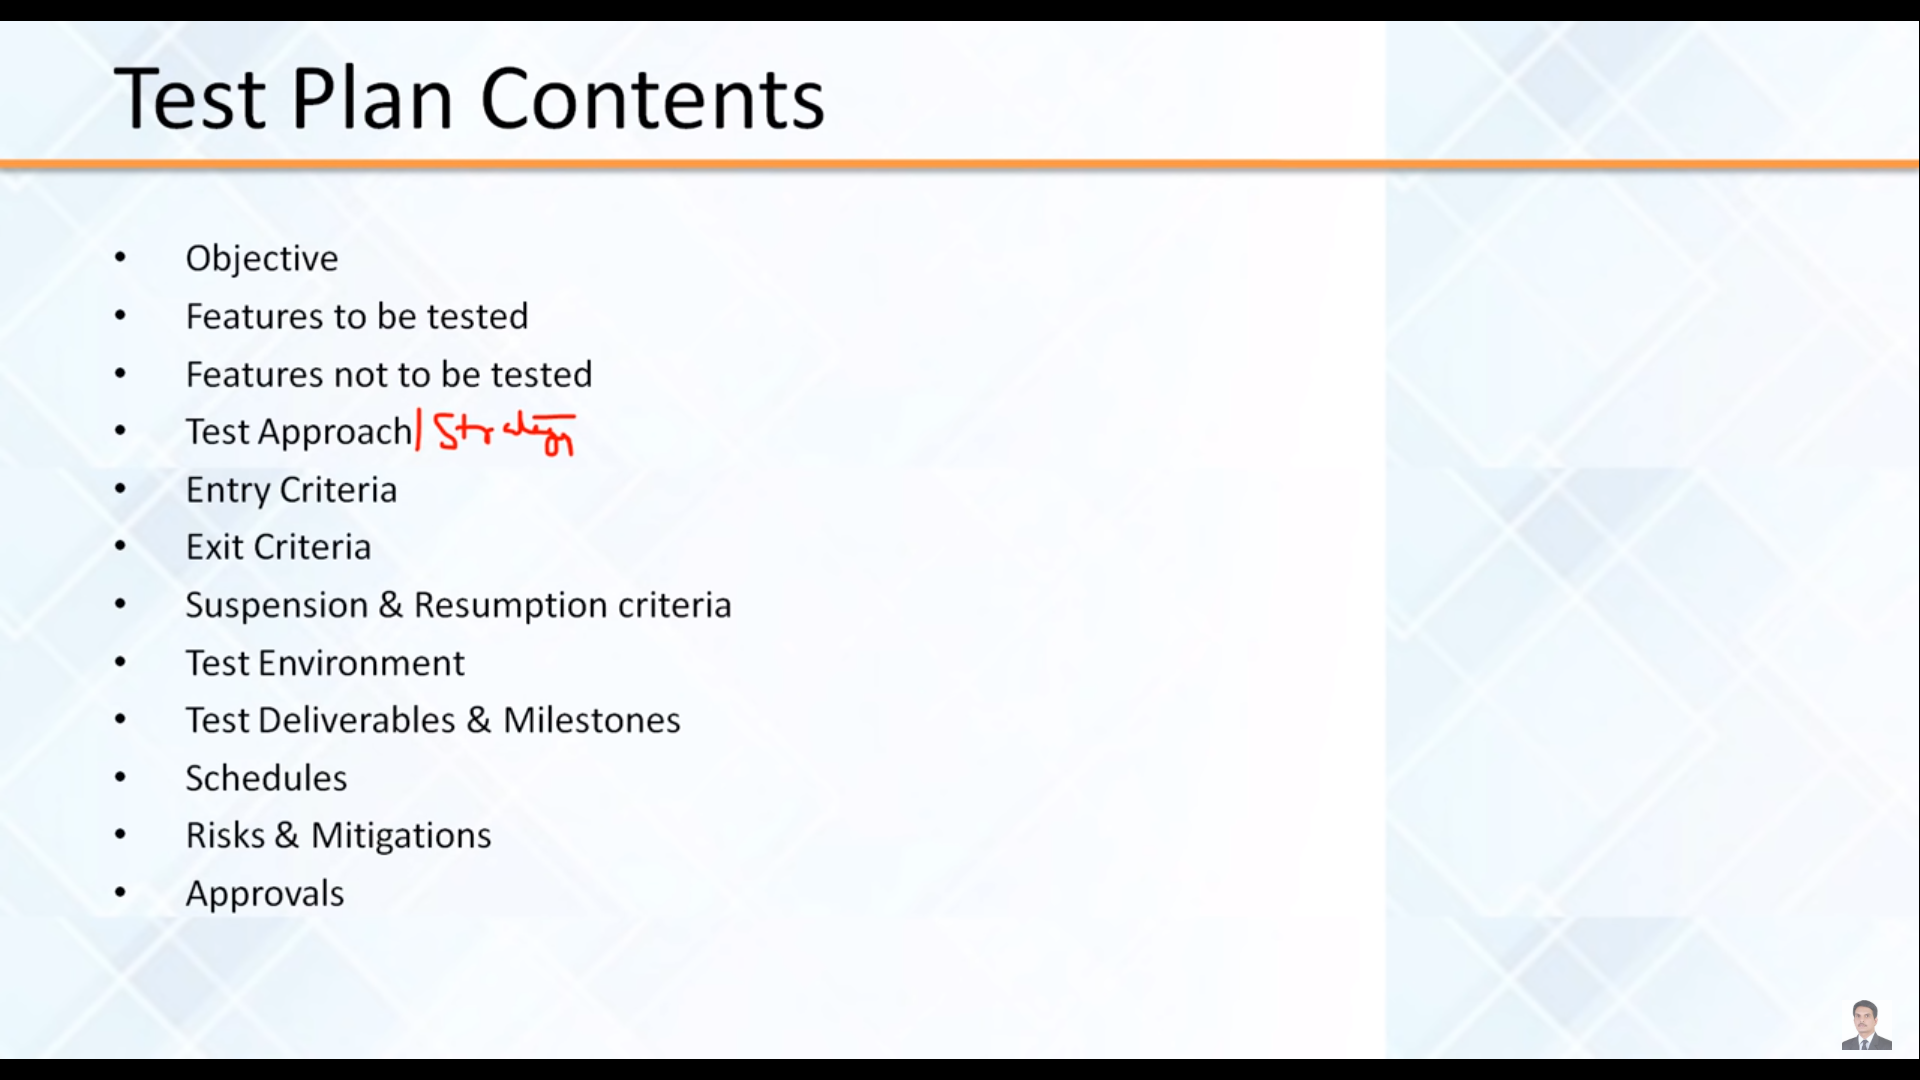 Test Plan Contents
• Objective
• Features to be tested
• Features not to be tested
• Test Approach/Strategy
• Entry Criteria
• Exit Criteria
• Suspension & Resumption criteria
• Test Environment
• Test Deliverables & Milestones
• Schedules
• Risks & Mitigations
• Approvals